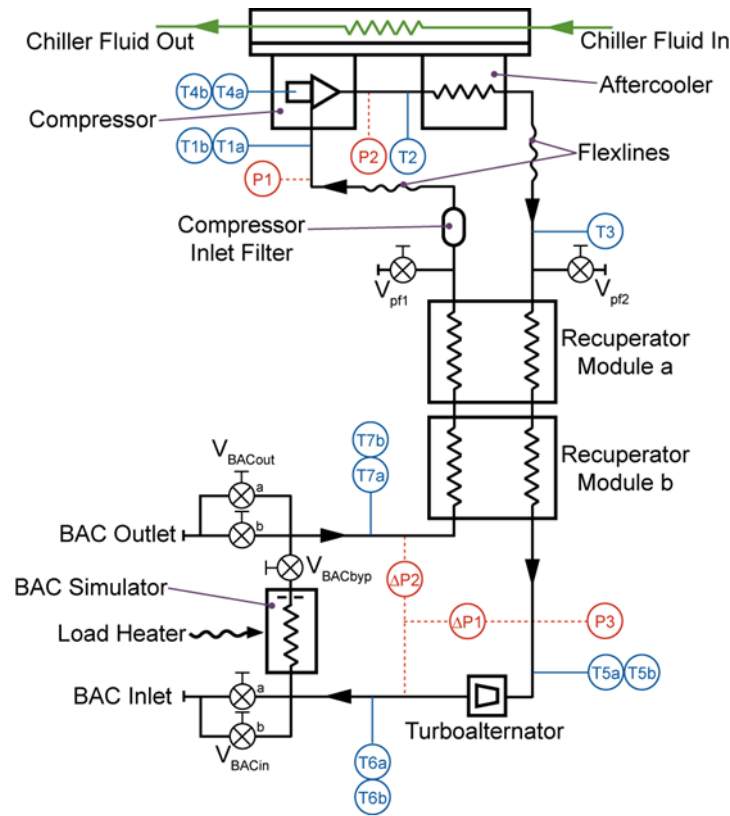 Chiller Fluid Out
Chiller Fluid In
T4b T4a
Aftercooler
Compressor
T1b T1a
P2
T2
P1
Flexlines
Compressor
Inlet Filter
T3
Vpf1
Vpf2
Recuperator
Module a
T7b
T7a
Recuperator
Module b
VBACout
a
b
BAC Outlet
VBACbyp
BAC Simulator
ΔP2
ΔP1
P3
Load Heater
T5a T5b
BAC Inlet
a
b
Turboalternator
VBACin
T6a
T6b